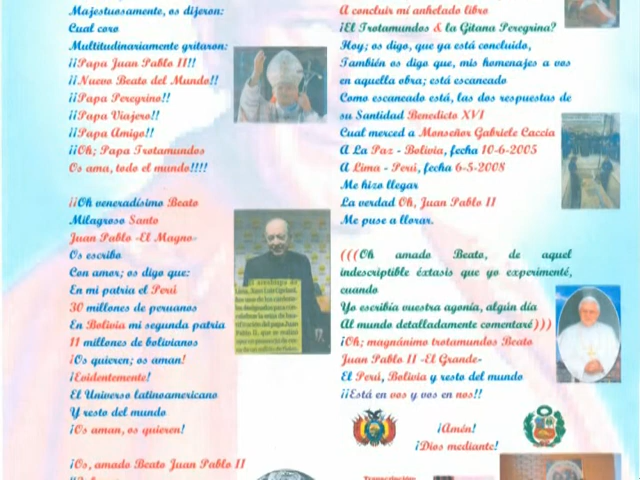 Majestuosamente, os dijeron:
Cual coro
Multitudinariamente gritaron:
¡¡Papa Juan Pablo 11!!
¡¡Nuevo Beato del Mundo!!
¡¡Papa Peregrino!!
¡¡Papa Viajero!!
¡¡Papa Amigo!!
¡¡Oh; Papa Trotamundos
Os ama, todo el mundo!!!!
¡¡Oh veneradísimo Beato
Milagroso Santo
Juan Pablo -El Magno-
Os escribo
Con amor; os digo que:
En mi patria el Perú
30 millones de peruanos
En Bolivia mi segunda patria
11 millones de bolivianos
¡Os quieren; os aman!
¡Evidentemente!
El Universo latinoamericano
Y resto del mundo
¡Os aman, os quieren!
¡Os, amado Beato Juan Pablo 11
A concluir mi anhelado libro
¡El Trotamundos & la Gitana Peregrina?
Hoy; os digo, que ya está concluido,
También os digo que, mis homenajes a vos
en aquella obra; está escaneado
Como escaneado está, las dos respuestas de
su Santidad Benedicto XVI
Cual merced a Monseñor Gabriele Caccia
A La Paz - Bolivia, fecha 10-6-2005
A Lima - Perú, fecha 6-5-2008
Me hizo llegar
La verdad Oh, Juan Pablo 11
Me puse a llorar.
(((Oh amado Beato, de aquel
indescriptible éxtasis que yo experimenté,
cuando
Yo escribía vuestra agonía, algún día
Al mundo detalladamente comentaré)))
¡Oh; magnánimo trotamundos Beato
Juan Pablo 11 -El Grande-
El Perú, Bolivia y resto del mundo
¡¡Está en vos y vos en nos!!
¡Amén!
¡Dios mediante!
Transcripción